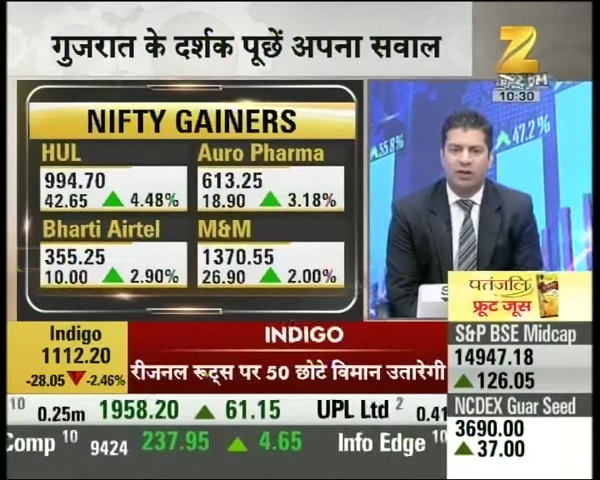 गुजरात के दर्शक पूछें अपना सवाल
10:30
NIFTY GAINERS
HUL
994.70
42.65 4.48%
Auro Pharma
613.25
18.90 3.18%
Bharti Airtel
355.25
10.00 2.90%
M&M
1370.55
26.90 2.00%
55.8%
47.2%
पतंजलि
फ्रूट जूस
Indigo
1112.20
-28.05 -2.46%
INDIGO
रीजनल रूट्स पर 50 छोटे विमान उतारेगी
S&P BSE Midcap
14947.18
126.05
NCDEX Guar Seed
3690.00
37.00
10 0.25m 1958.20 61.15 UPL Ltd 2 0.41
Comp 10 9424 237.95 4.65 Info Edge 10